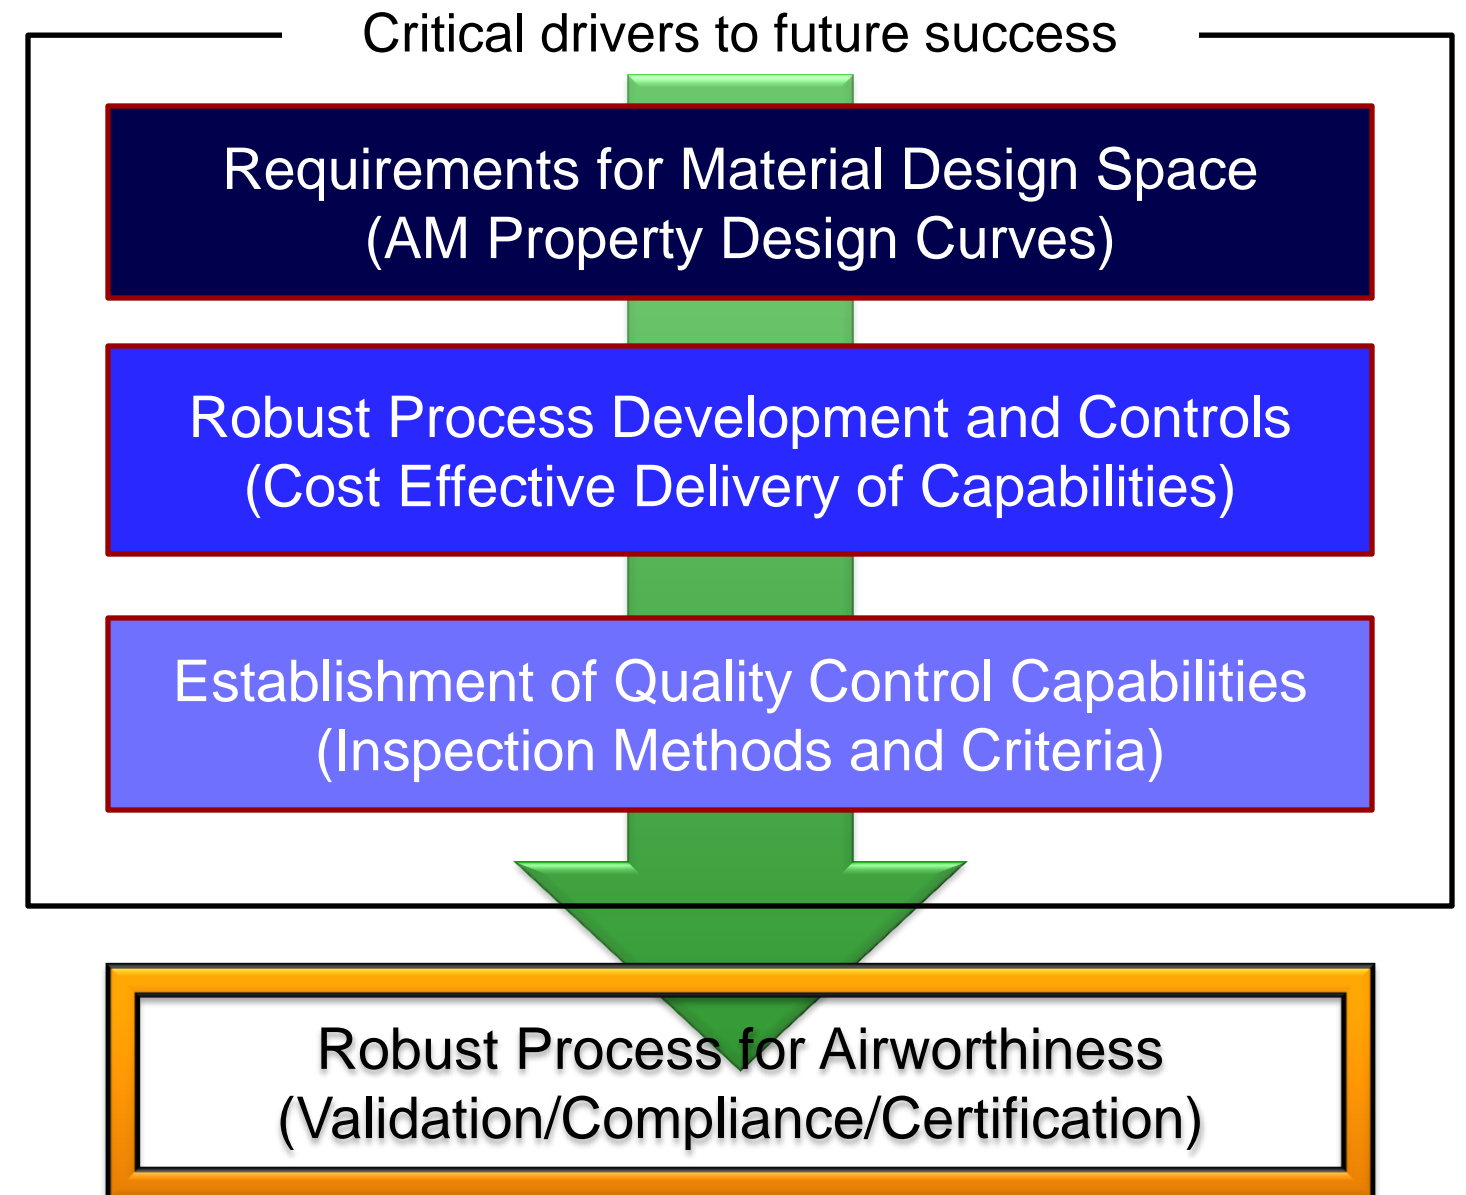 Critical drivers to future success
Requirements for Material Design Space
(AM Property Design Curves)
Robust Process Development and Controls
(Cost Effective Delivery of Capabilities)
Establishment of Quality Control Capabilities
(Inspection Methods and Criteria)
Robust Process for Airworthiness
(Validation/Compliance/Certification)